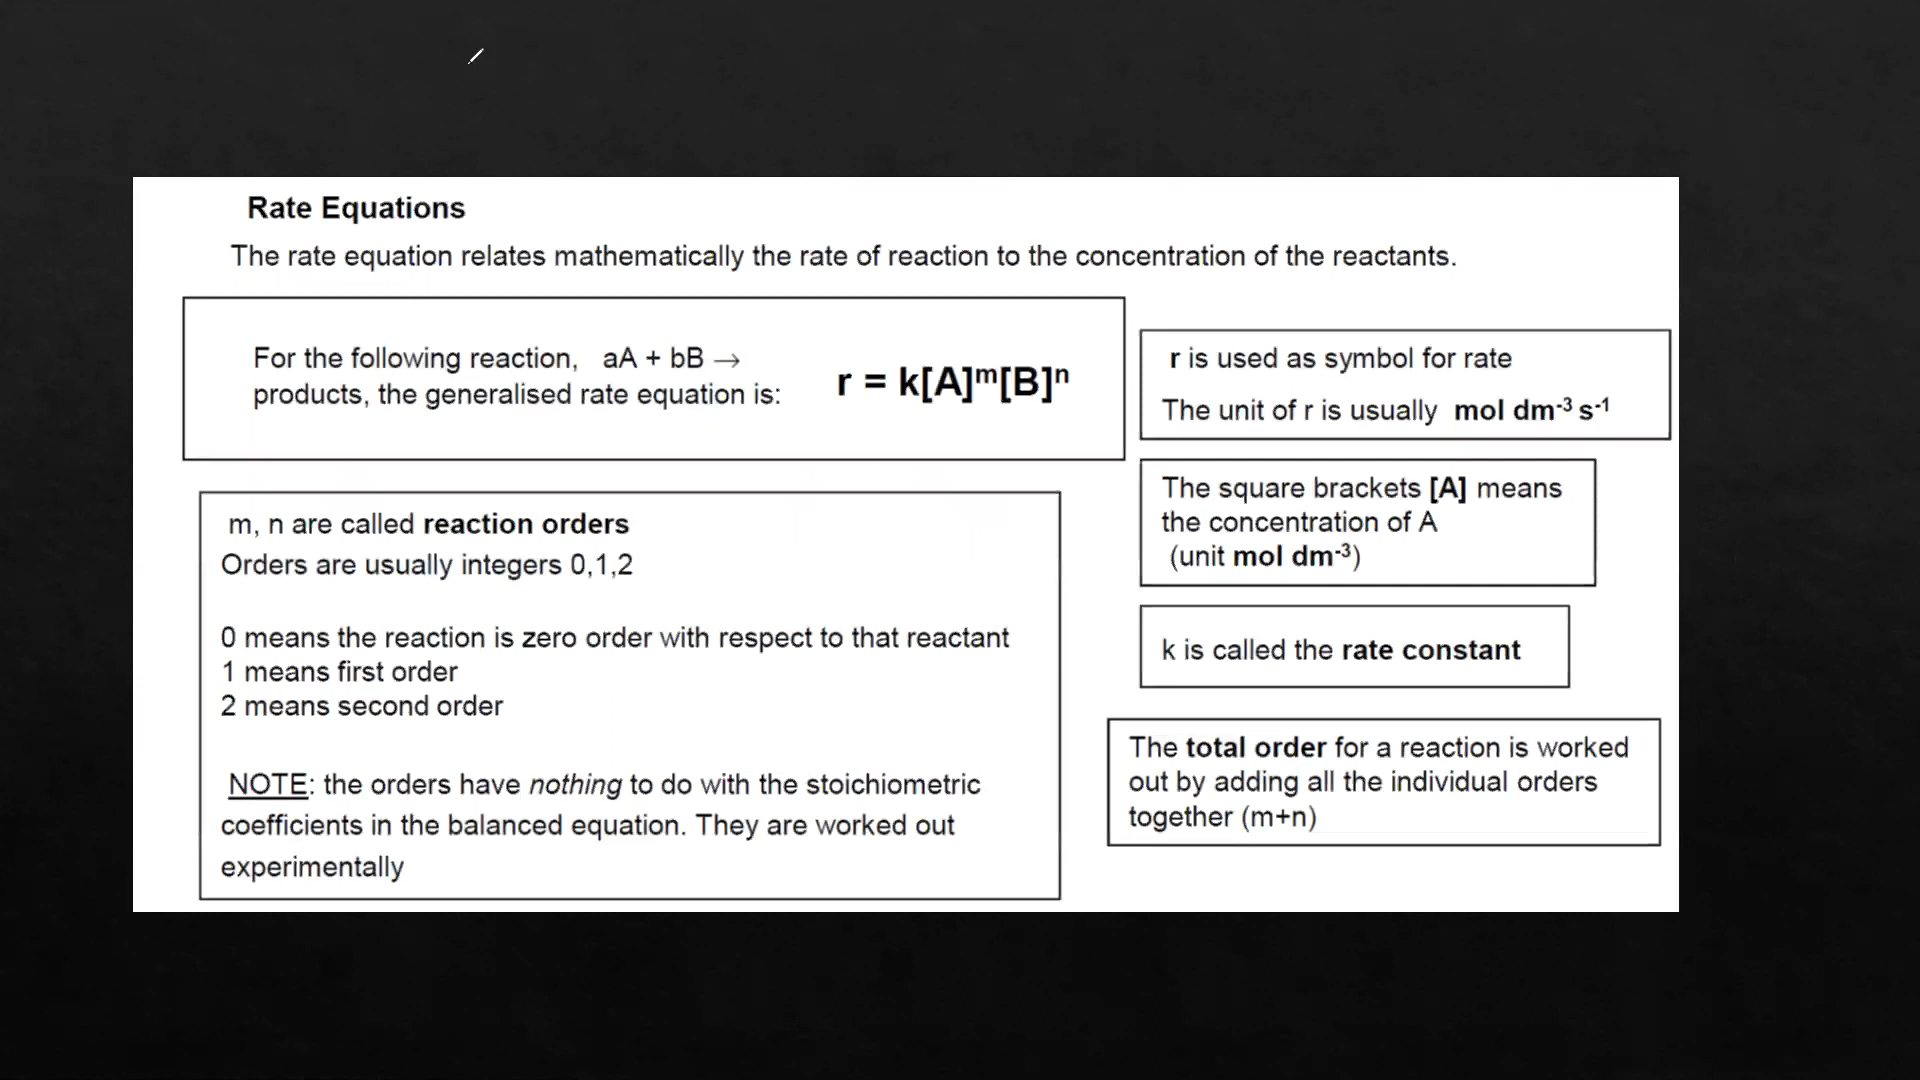 Rate Equations
The rate equation relates mathematically the rate of reaction to the concentration of the reactants.
For the following reaction, aA + bB →
products, the generalised rate equation is:
r = k[A]ᵐ[B]ⁿ
r is used as symbol for rate
The unit of r is usually mol dm⁻³ s⁻¹
The square brackets [A] means
the concentration of A
(unit mol dm⁻³)
k is called the rate constant
The total order for a reaction is worked
out by adding all the individual orders
together (m+n)
m, n are called reaction orders
Orders are usually integers 0,1,2
0 means the reaction is zero order with respect to that reactant
1 means first order
2 means second order
NOTE: the orders have nothing to do with the stoichiometric
coefficients in the balanced equation. They are worked out
experimentally